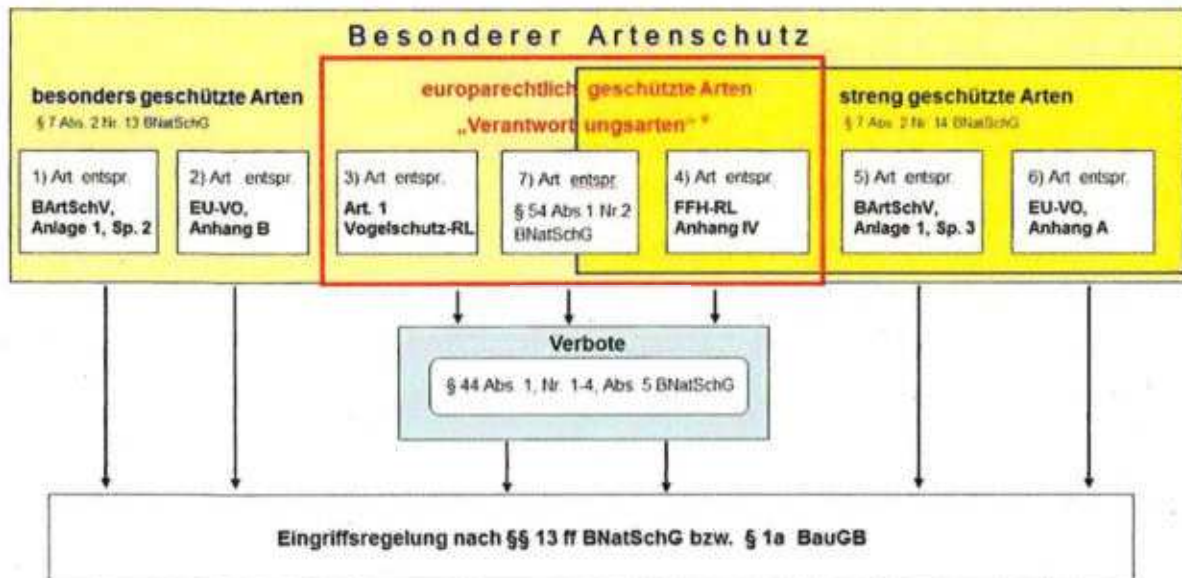 Besonderer Artenschutz
besonders geschützte Arten
§ 7 Abs. 2 Nr. 13 BNatSchG
europarechtlich geschützte Arten
„Verantwort ungsarten“ *
streng geschützte Arten
§ 7 Abs. 2 Nr. 14 BNatSchG
1) Art entspr.
BArtSchV,
Anlage 1, Sp. 2
2) Art entspr.
EU-VO,
Anhang B
3) Art entspr.
Art. 1
Vogelschutz-RL
7) Art entspr
§ 54 Abs 1 Nr.2
BNatSchG
4) Art entspr.
FFH-RL
Anhang IV
5) Art entspr.
BArtSchV,
Anlage 1, Sp. 3
6) Art entspr.
EU-VO,
Anhang A
Verbote
§ 44 Abs 1, Nr. 1-4, Abs. 5 BNatSchG
Eingriffsregelung nach §§ 13 ff BNatSchG bzw. § 1a BauGB